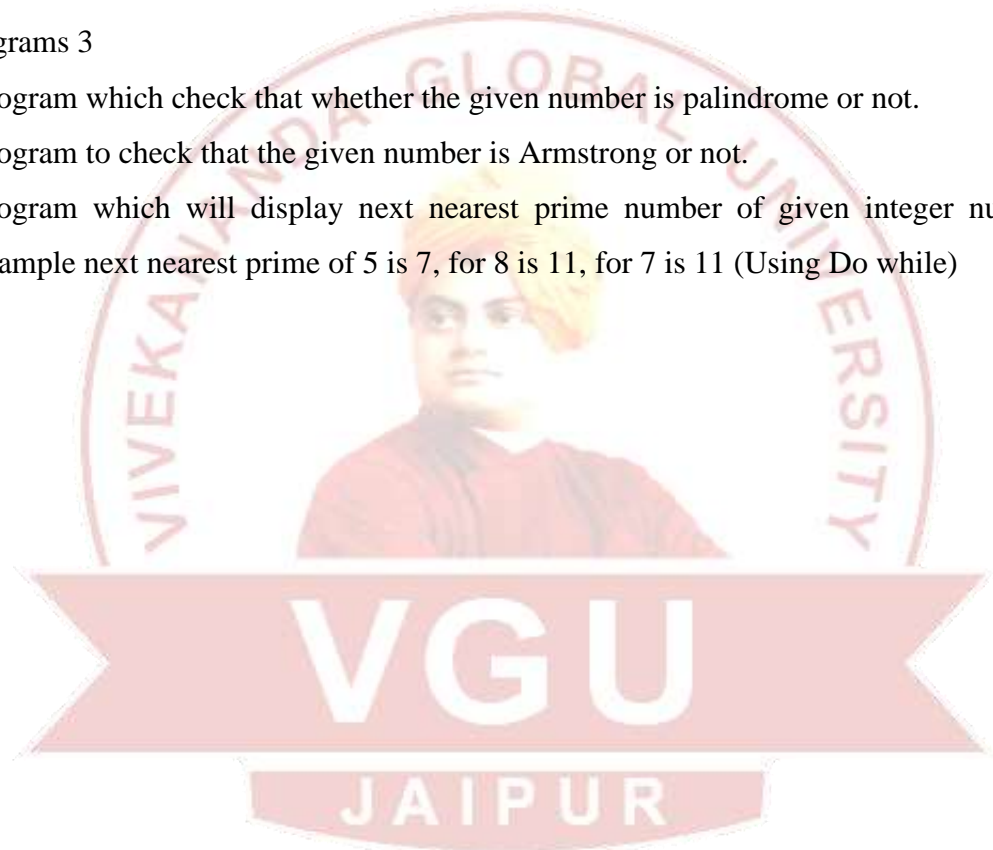 grams 3
ogram which check that whether the given number is palindrome or not.
ogram to check that the given number is Armstrong or not.
ogram which will display next nearest prime number of given integer nu
ample next nearest prime of 5 is 7, for 8 is 11, for 7 is 11 (Using Do while)
VIVEKANANDA GLOBAL UNIVERSITY
VGU
JAIPUR